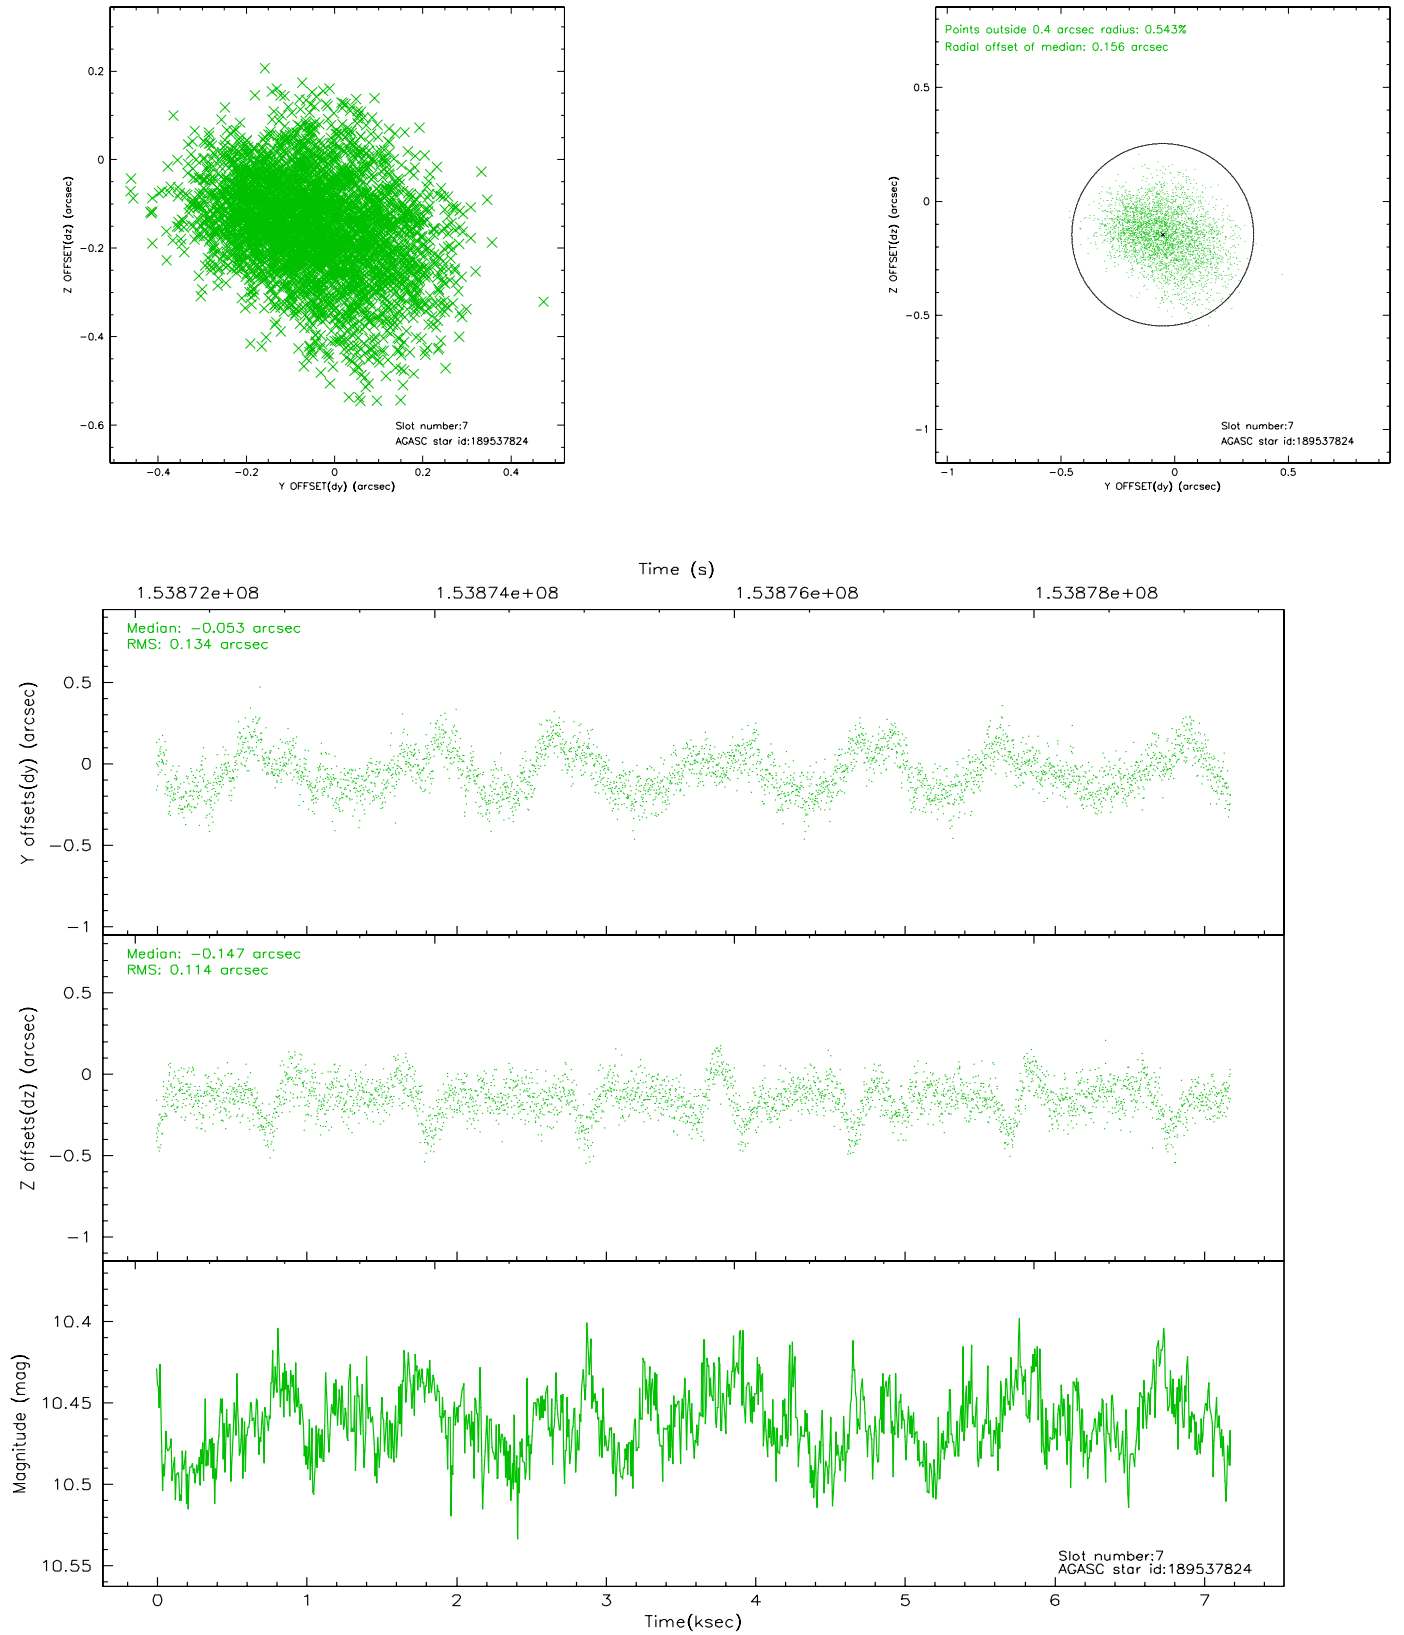 0.2
0
−0.2
−0.4
−0.6
Z OFFSET(dz) (arcsec)
Slot number:7
AGASC star id:189537824
−0.4
−0.2
0
0.2
0.4
Y OFFSET(dy) (arcsec)
Points outside 0.4 arcsec radius: 0.543%
Radial offset of median: 0.156 arcsec
0.5
0
−0.5
−1
Z OFFSET(dz) (arcsec)
Slot number:7
AGASC star id:189537824
−1
−0.5
0
0.5
Y OFFSET(dy) (arcsec)
Time (s)
1.53872e+08
1.53874e+08
1.53876e+08
1.53878e+08
Median: −0.053 arcsec
RMS: 0.134 arcsec
0.5
0
−0.5
−1
Y offsets(dy) (arcsec)
Median: −0.147 arcsec
RMS: 0.114 arcsec
0.5
0
−0.5
−1
Z offsets(dz) (arcsec)
10.4
10.45
10.5
10.55
Magnitude (mag)
Slot number:7
AGASC star id:189537824
0
1
2
3
4
5
6
7
Time(ksec)